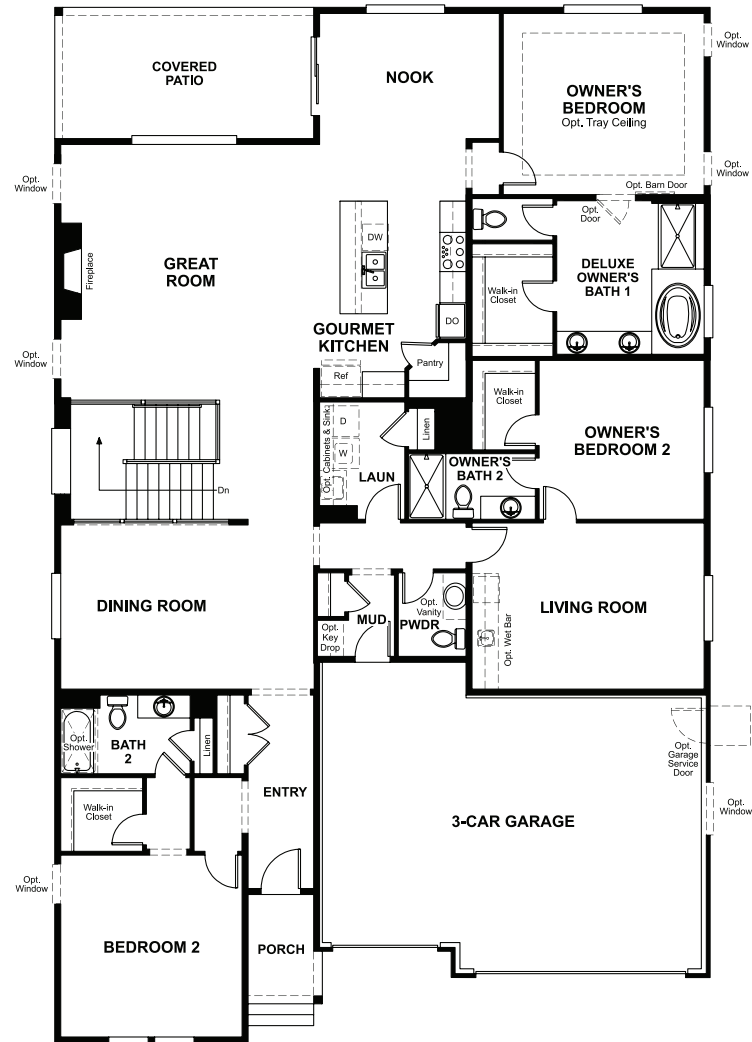 COVERED
PATIO
NOOK
Opt.
Window
OWNER'S
BEDROOM
Opt. Tray Ceiling
Opt.
Window
Opt.
Window
Opt. Barn Door
Opt.
Door
Fireplace
GREAT
ROOM
DW
DO
Walk-in
Closet
DELUXE
OWNER'S
BATH 1
GOURMET
KITCHEN
Opt.
Window
Ref
Pantry
Walk-in
Closet
OWNER'S
BEDROOM 2
Opt. Cabinets & Sink
D
W
LAUN
Linen
OWNER'S
BATH 2
Dn
DINING ROOM
MUD
Opt.
Key
Drop
Opt.
Vanity
PWDR
Opt. Wet Bar
LIVING ROOM
Opt.
Shower
BATH
2
Linen
ENTRY
Opt.
Garage
Service
Door
Walk-in
Closet
3-CAR GARAGE
Opt.
Window
Opt.
Window
BEDROOM 2
PORCH